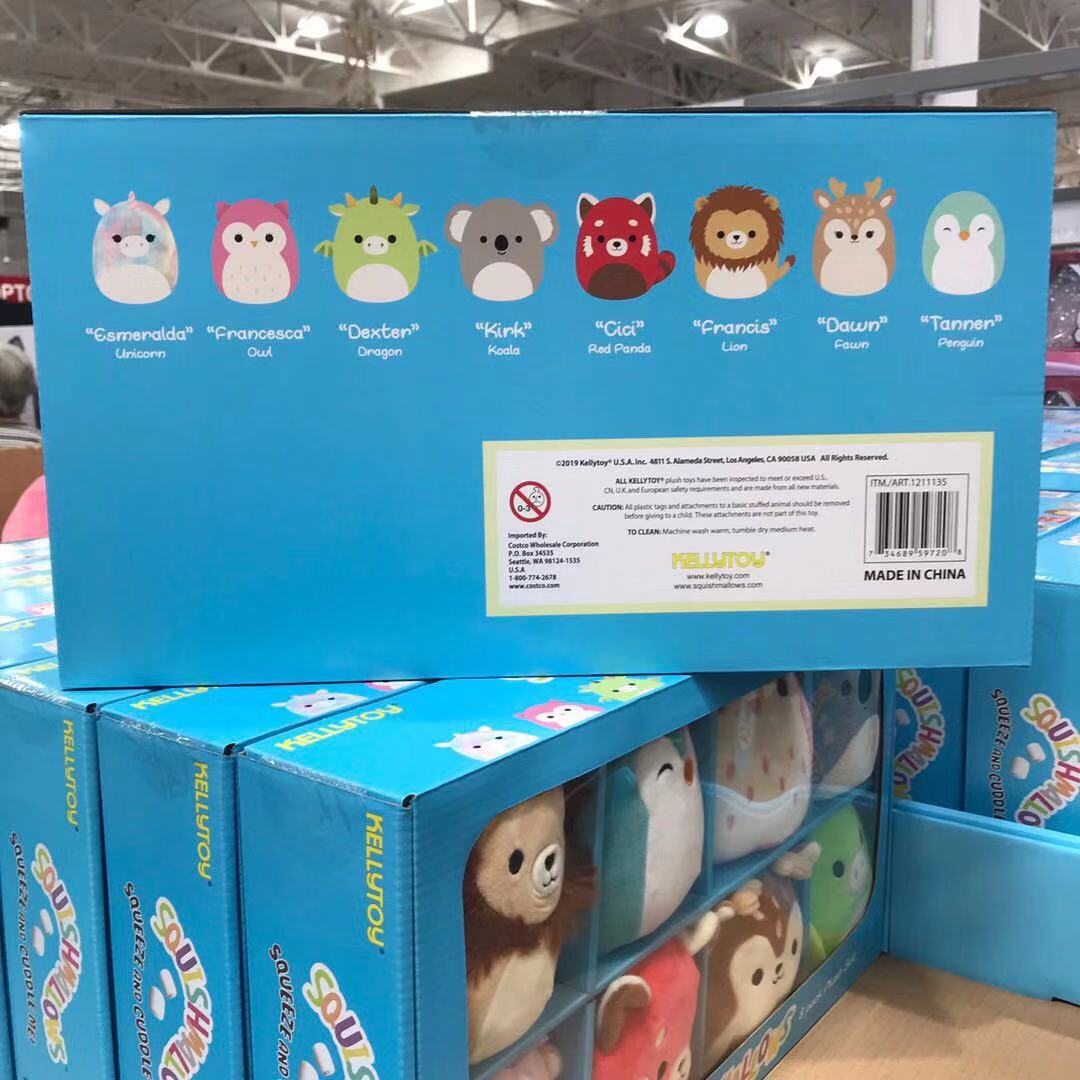 "Esmeralda"
Unicorn
"Francesca"
Owl
"Dexter"
Dragon
"Kirk"
Koala
"Cici"
Red Panda
"Francis"
Lion
"Dawn"
Fawn
"Tanner"
Penguin
©2019 Kellytoy® U.S.A. Inc. 4811 S. Alameda Street, Los Angeles, CA 90058 USA All Rights Reserved.
ALL KELLYTOY® plush toys have been inspected to meet or exceed U.S.,
CN, U.K. and European safety requirements and are made from all new materials.
CAUTION: All plastic tags and attachments to a basic stuffed animal should be removed
before giving to a child. These attachments are not part of this toy.
TO CLEAN: Machine wash warm, tumble dry medium heat.
0-3
Imported By:
Costco Wholesale Corporation
P.O. Box 34535
Seattle, WA 98124-1535
U.S.A
1-800-774-2678
www.costco.com
KELLYTOY®
www.kellytoy.com
www.squishmallows.com
ITM./ART.1211135
7 34689 59720 8
MADE IN CHINA
KELLYTOY
KELLYTOY
KELLYTOY
KELLYTOY
KELLYTOY
SQUISHMALLOWS
SQUEEZE AND CUDDLE ME!
SQUISHMALLOWS
SQUEEZE AND CUDDLE
SQUIS
SQUEEZE AND
SQUISHMALLO
SQUISHMALLO
SQUEEZE AND CUDDL
LLOWS